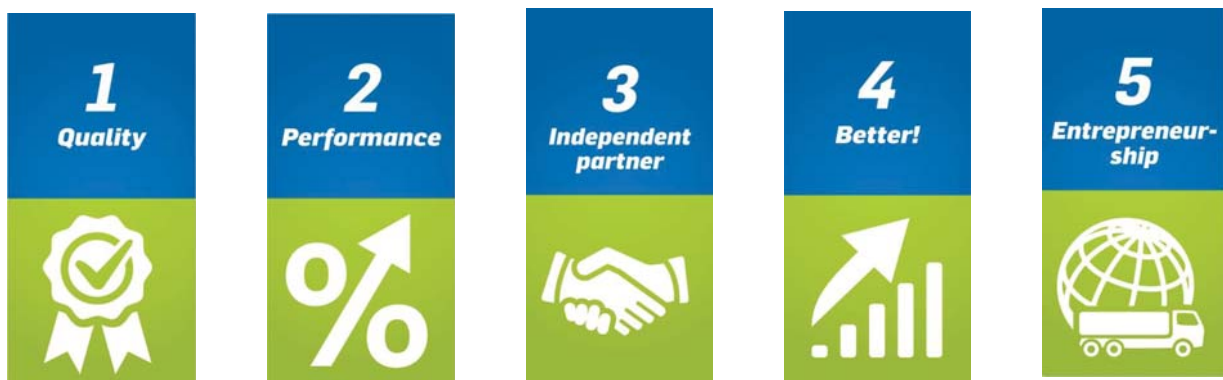 1
Quality
2
Performance
3
Independent
partner
4
Better!
5
Entrepreneur-
ship